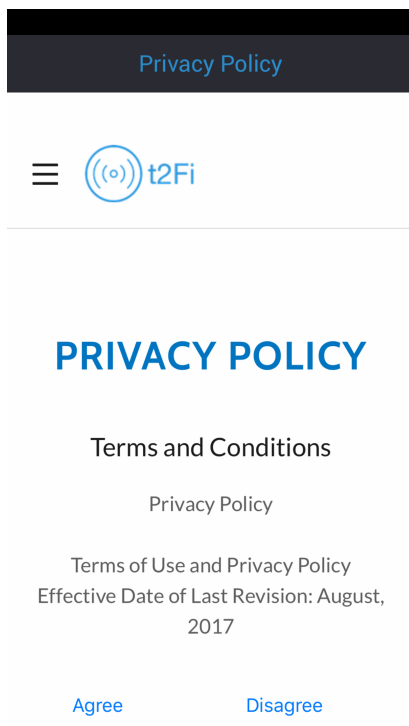 Privacy Policy
t2Fi
PRIVACY POLICY
Terms and Conditions
Privacy Policy
Terms of Use and Privacy Policy
Effective Date of Last Revision: August,
2017
Agree Disagree